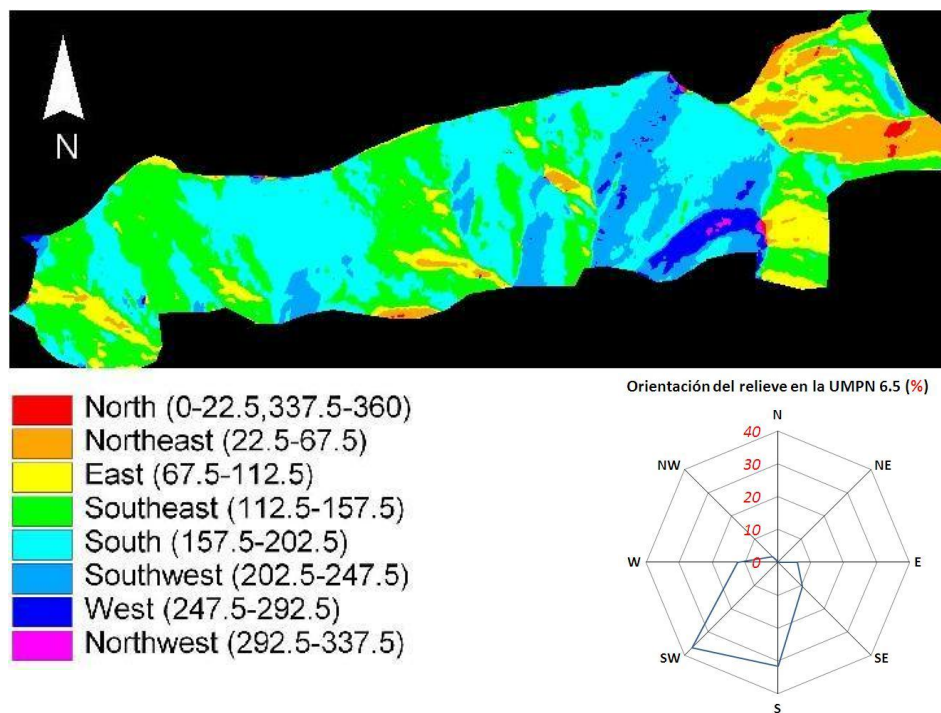 N
North (0-22.5,337.5-360)
Northeast (22.5-67.5)
East (67.5-112.5)
Southeast (112.5-157.5)
South (157.5-202.5)
Southwest (202.5-247.5)
West (247.5-292.5)
Northwest (292.5-337.5)
Orientación del relieve en la UMPN 6.5 (%)
N
40
NW
NE
30
20
10
W
0
E
SW
SE
S